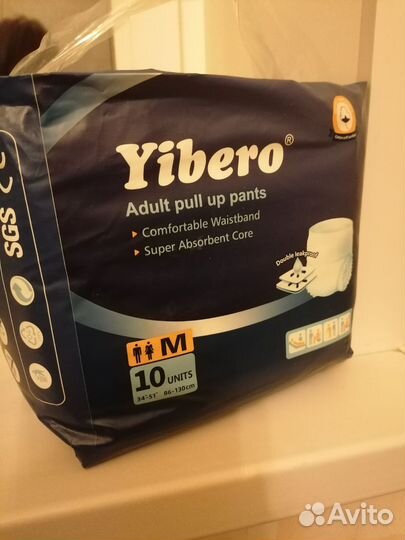 Yibero®
Adult pull up pants
Comfortable Waistband
Super Absorbent Core
Double leakproof
M
10 UNITS
34"-51" 86-130cm
SGS CE
Avito